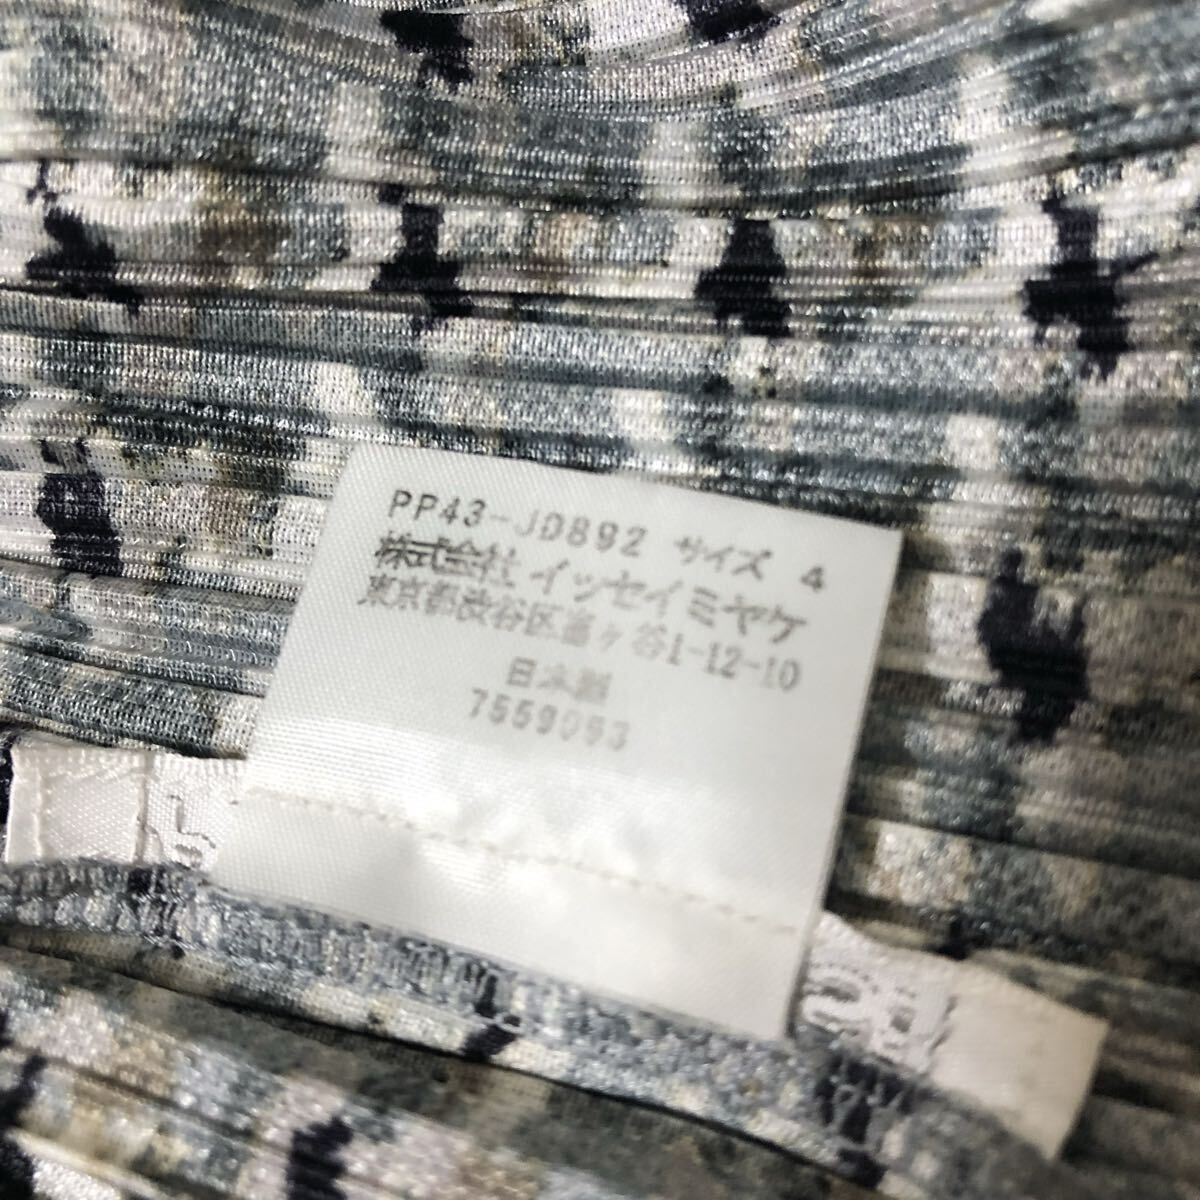 PP43-JD892 サイズ 4
株式会社 イッセイミヤケ
東京都渋谷区富ヶ谷1-12-10
日本製
7559053